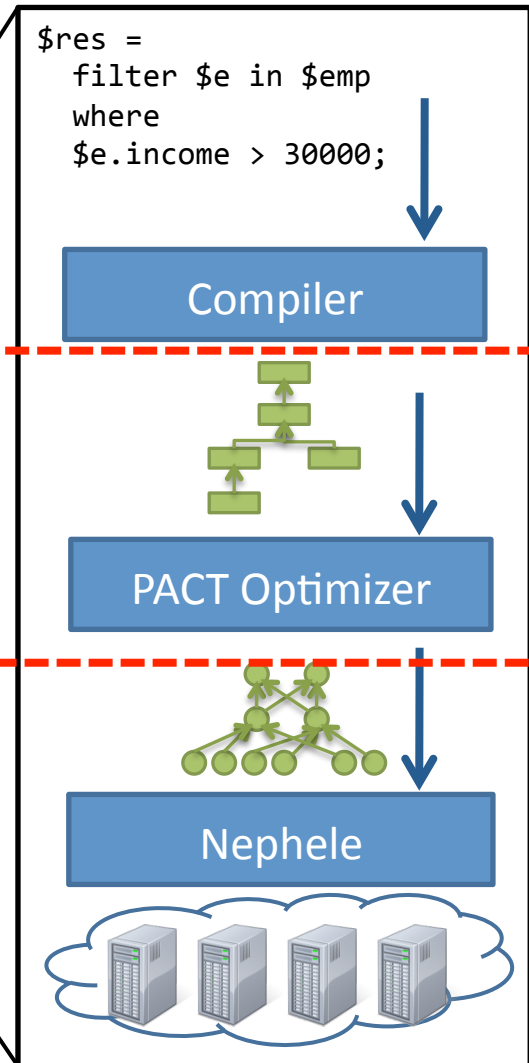 $res =
filter $e in $emp
where
$e.income > 30000;
Compiler
PACT Optimizer
Nephele